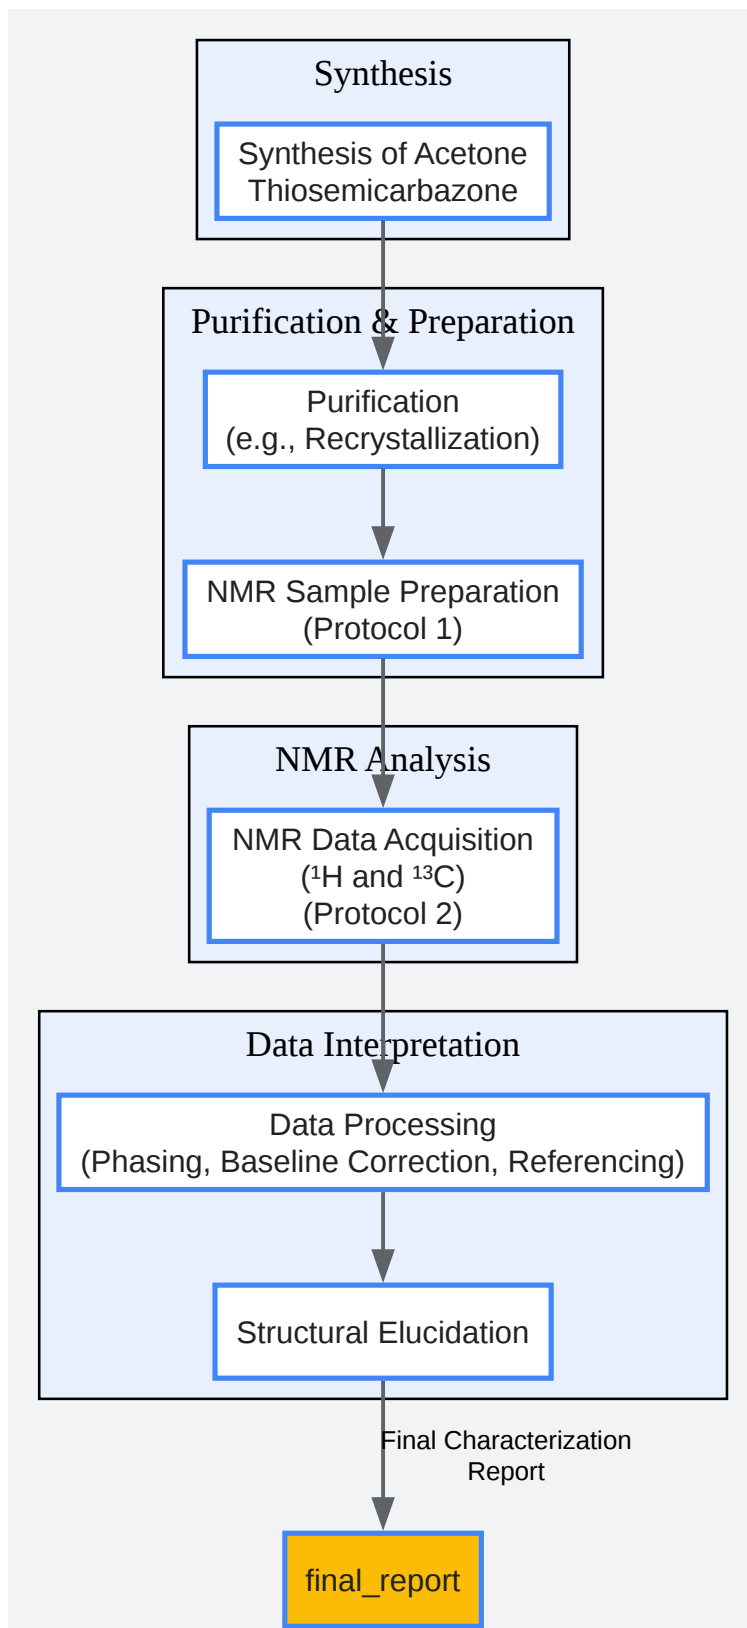 Synthesis
Synthesis of Acetone
Thiosemicarbazone
Purification & Preparation
Purification
(e.g., Recrystallization)
NMR Sample Preparation
(Protocol 1)
NMR Analysis
NMR Data Acquisition
(¹H and ¹³C)
(Protocol 2)
Data Interpretation
Data Processing
(Phasing, Baseline Correction, Referencing)
Structural Elucidation
Final Characterization
Report
final_report